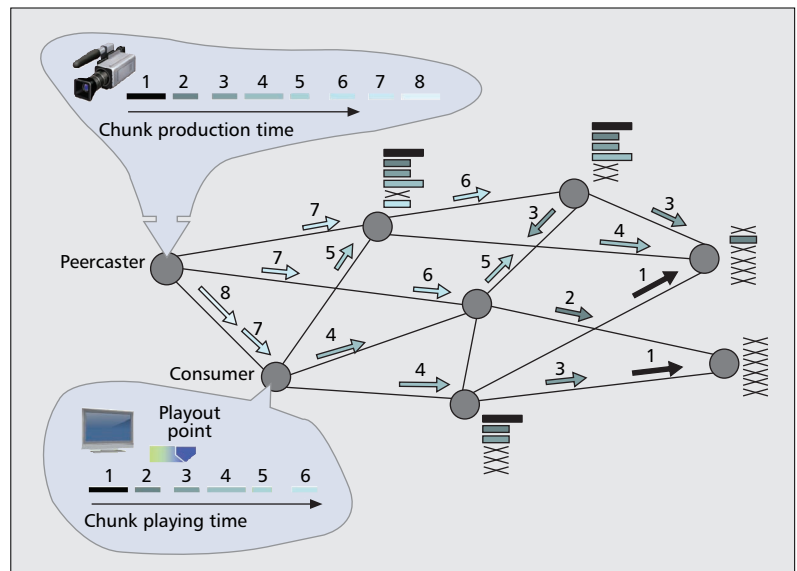 1 2 3 4 5 6 7 8
Chunk production time
6
7
3
3
5
4
Peercaster
7
6
5
1
2
8
7
4
1
Consumer
4
3
Playout
point
1 2 3 4 5 6
Chunk playing time